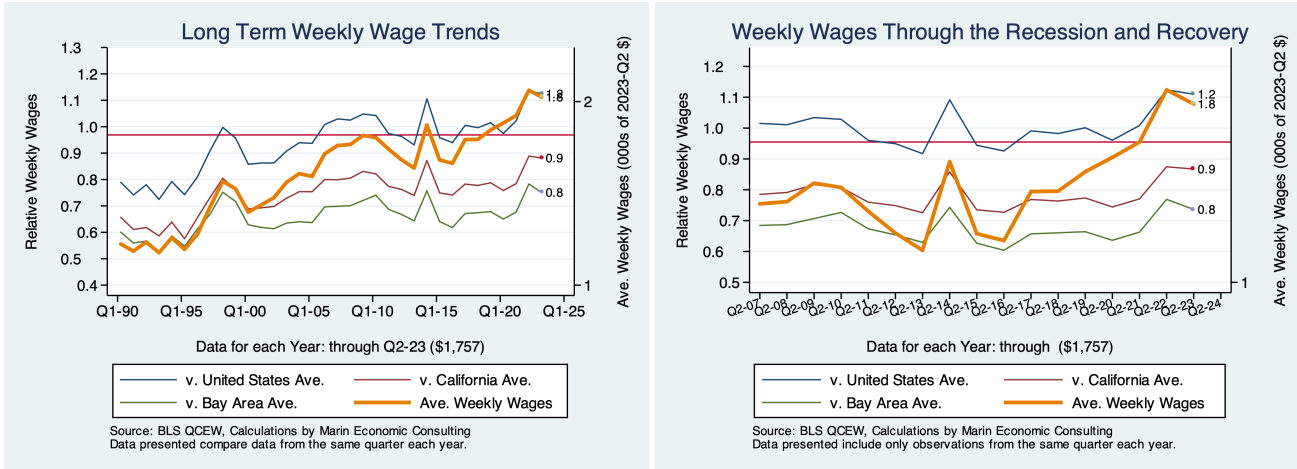 Long Term Weekly Wage Trends
Relative Weekly Wages
1.3
1.2
1.1
1.0
0.9
0.8
0.7
0.6
0.5
0.4
Ave. Weekly Wages (000s of 2023-Q2 $)
2
1
1.8
0.9
0.8
Q1-90 Q1-95 Q1-00 Q1-05 Q1-10 Q1-15 Q1-20 Q1-25
Data for each Year: through Q2-23 ($1,757)
v. United States Ave. v. California Ave.
v. Bay Area Ave. Ave. Weekly Wages
Source: BLS QCEW, Calculations by Marin Economic Consulting
Data presented compare data from the same quarter each year.
Weekly Wages Through the Recession and Recovery
Relative Weekly Wages
1.2
1.1
1.0
0.9
0.8
0.7
0.6
0.5
Ave. Weekly Wages (000s of 2023-Q2 $)
1
1.2
1.8
0.9
0.8
Q2-07 Q2-08 Q2-09 Q2-10 Q2-11 Q2-12 Q2-13 Q2-14 Q2-15 Q2-16 Q2-17 Q2-18 Q2-19 Q2-20 Q2-21 Q2-22 Q2-23 Q2-24
Data for each Year: through ($1,757)
v. United States Ave. v. California Ave.
v. Bay Area Ave. Ave. Weekly Wages
Source: BLS QCEW, Calculations by Marin Economic Consulting
Data presented include only observations from the same quarter each year.